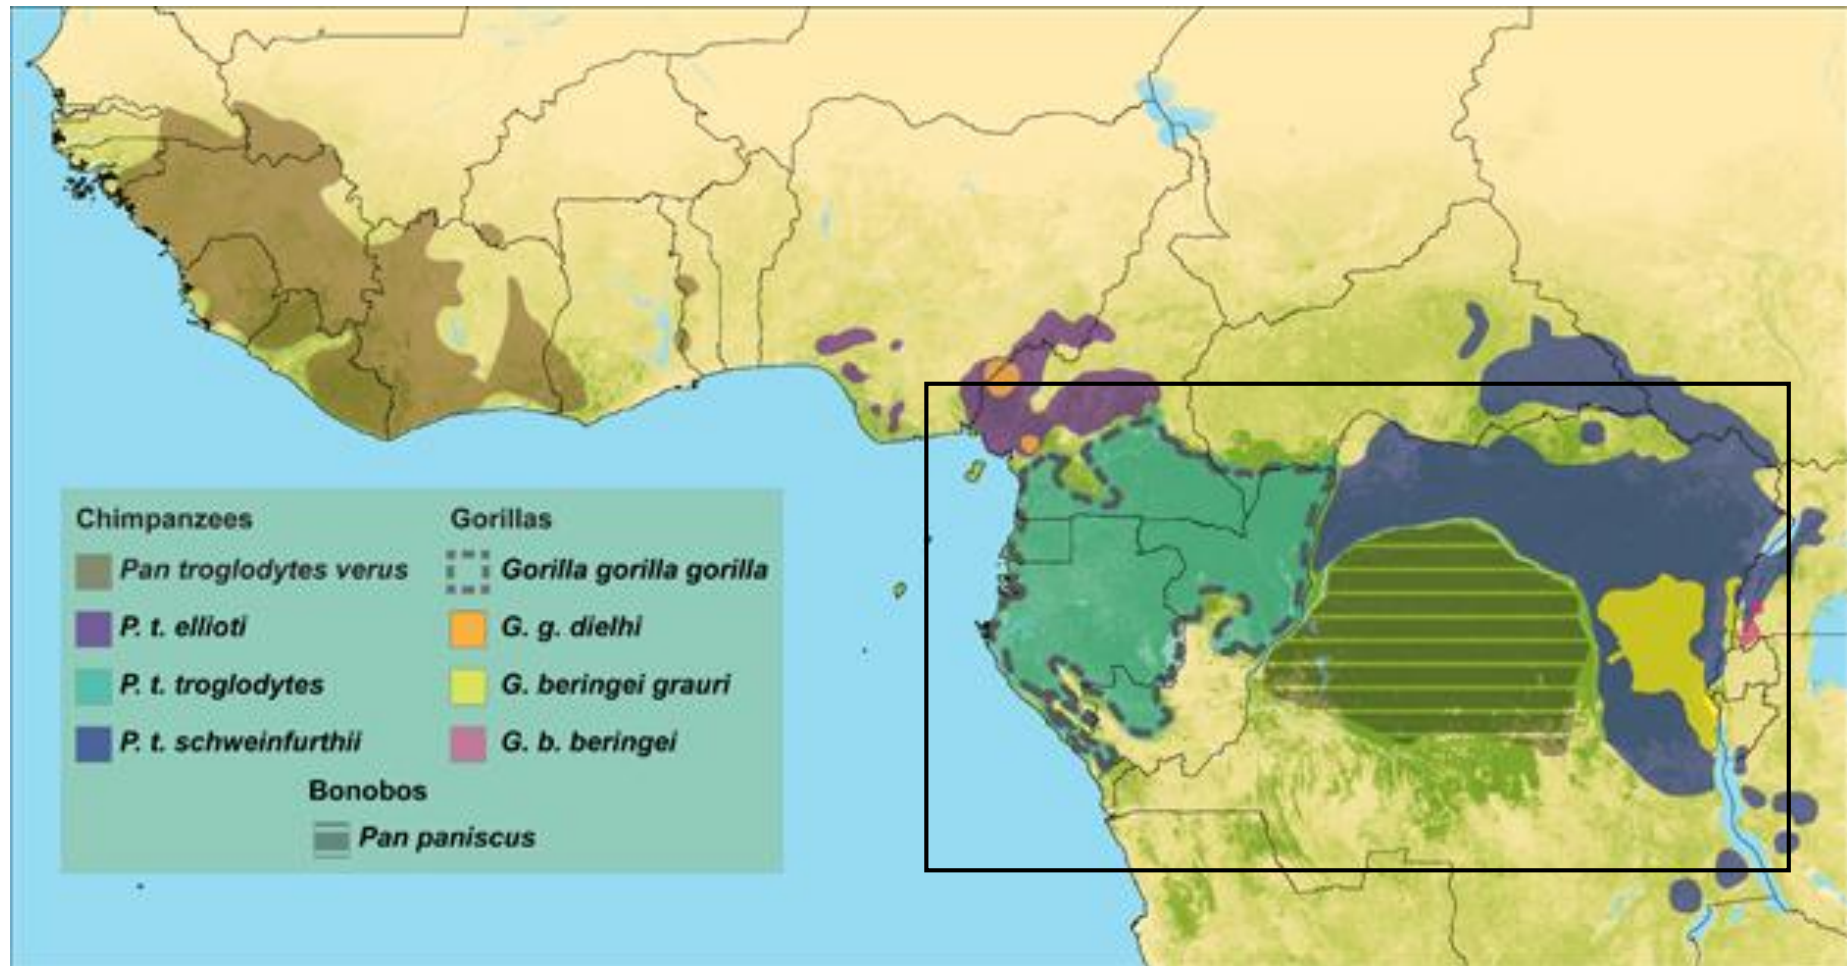 Chimpanzees
Pan troglodytes verus
P. t. ellioti
P. t. troglodytes
P. t. schweinfurthii
Gorillas
Gorilla gorilla gorilla
G. g. dielhi
G. beringei grauri
G. b. beringei
Bonobos
Pan paniscus